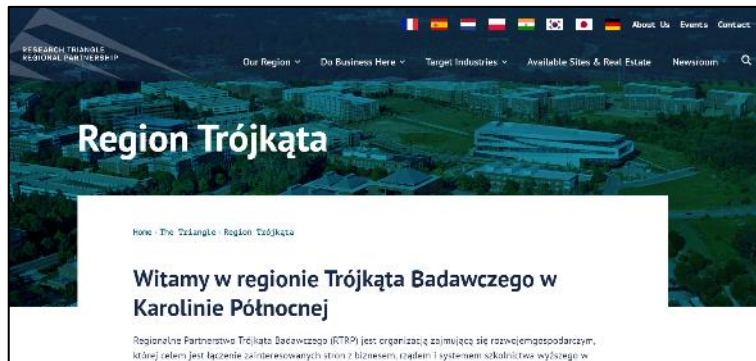 About Us Events Contact
RESEARCH TRIANGLE
REGIONAL PARTNERSHIP
Our Region Do Business Here Target Industries Available Sites & Real Estate Newsroom
Region Trójkąta
Home · The Triangle · Region Trójkąta
Witamy w regionie Trójkąta Badawczego w
Karolinie Północnej
Regionalne Partnerstwo Trójkąta Badawczego (RTRP) jest organizacją zajmującą się rozwojemgospodarczym,
której celem jest łączenie zainteresowanych stron z biznesem, rządem i systemem szkolnictwa wyższego w